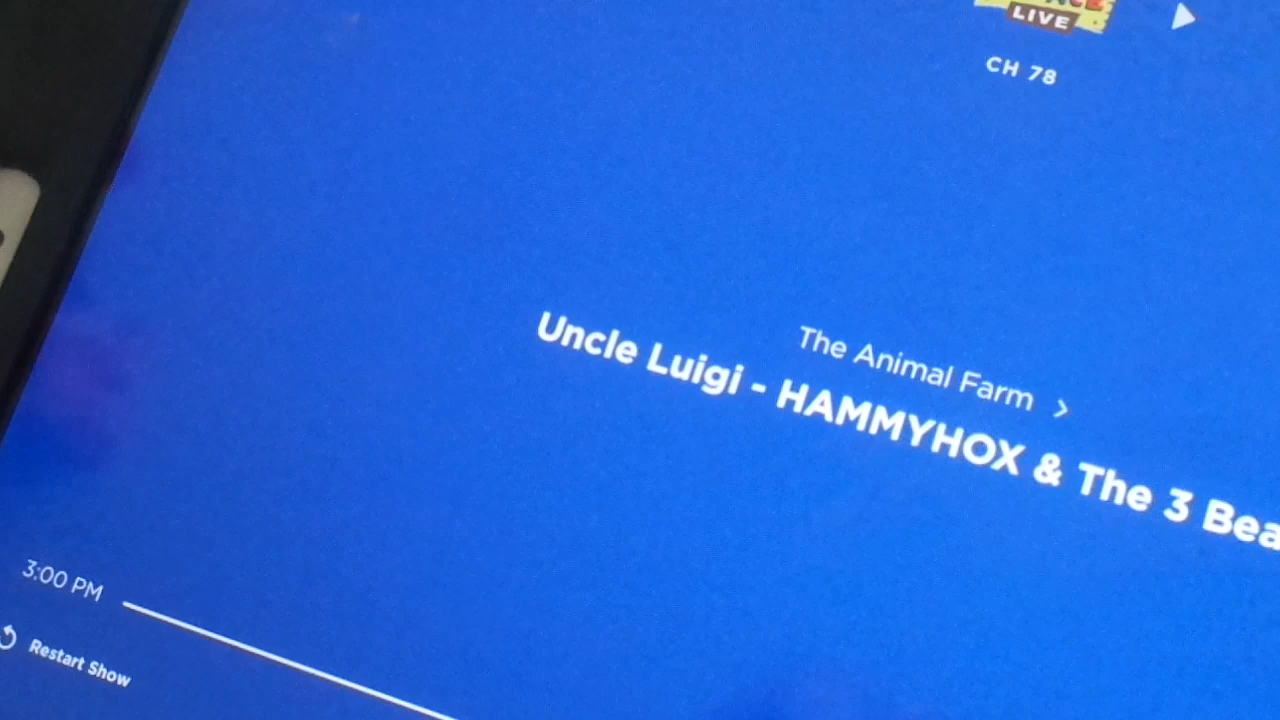 LIVE
CH 78
The Animal Farm
Uncle Luigi - HAMMYHOX & The 3 Bea
3:00 PM
Restart Show